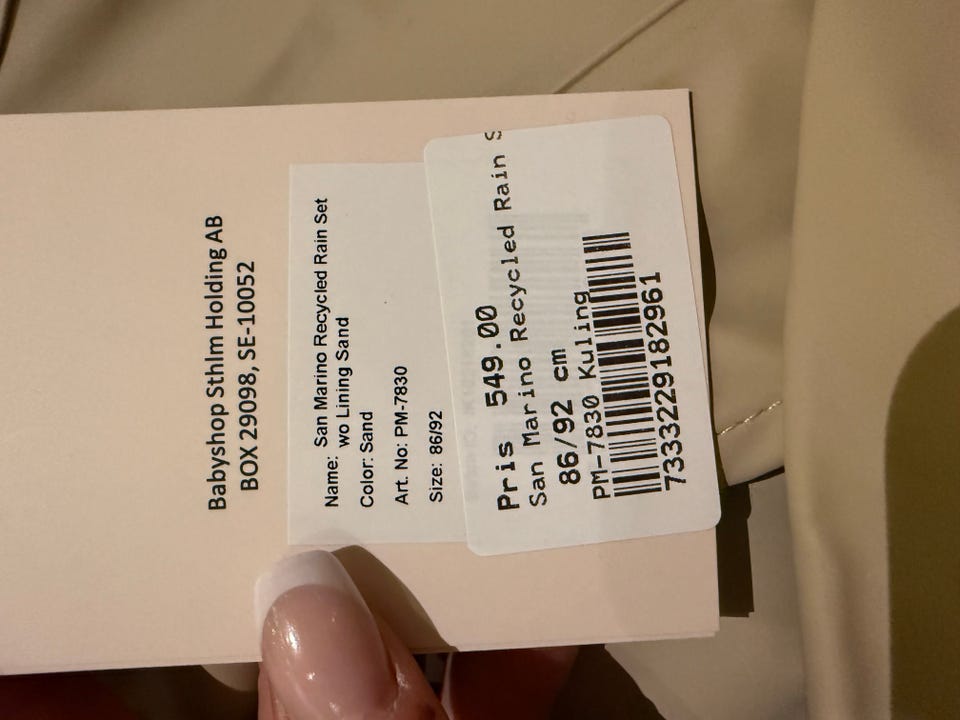 Babyshop Sthlm Holding AB
BOX 29098, SE-10052
Name: San Marino Recycled Rain Set
wo Lining Sand
Color: Sand
Art. No: PM-7830
Size: 86/92
Pris 549.00
San Marino Recycled Rain S
86/92 cm
PM-7830 Kuling
7333229182961